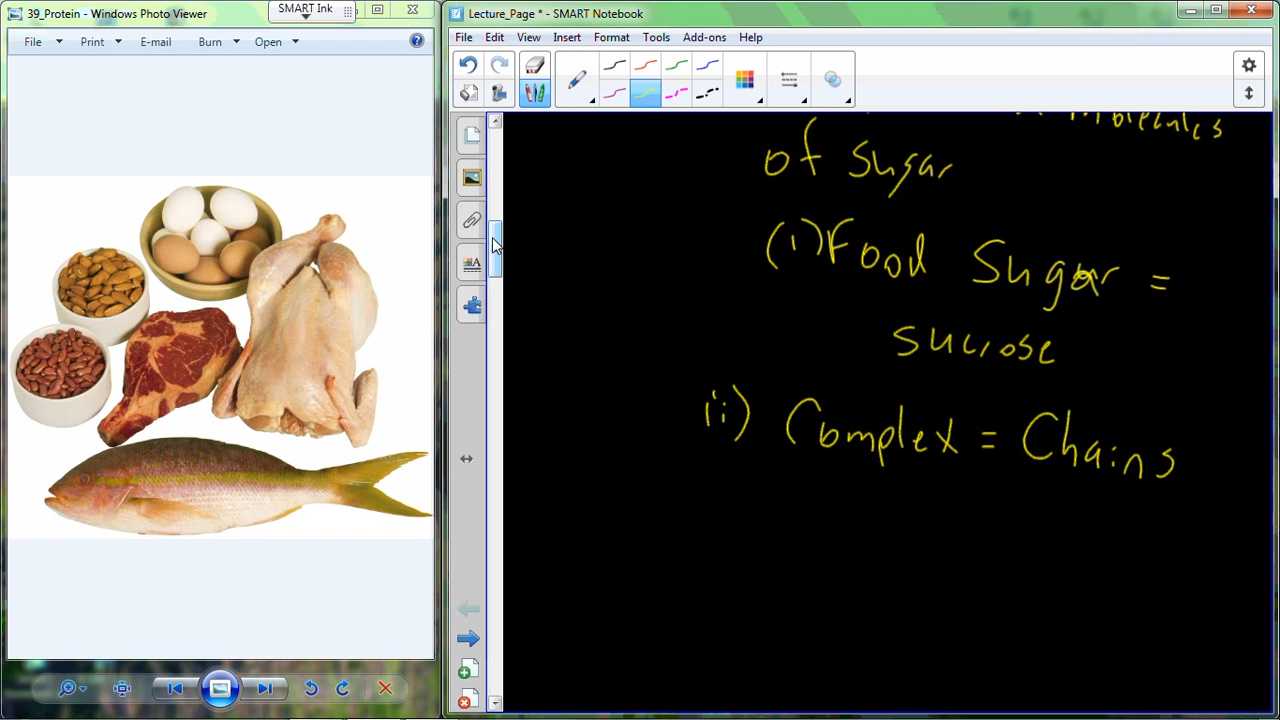 39_Protein - Windows Photo Viewer
SMART Ink
File Print E-mail Burn Open
Lecture_Page * - SMART Notebook
File Edit View Insert Format Tools Add-ons Help
molecules
of Sugar
(i) Food Sugar =
sucrose
ii) Complex = Chains